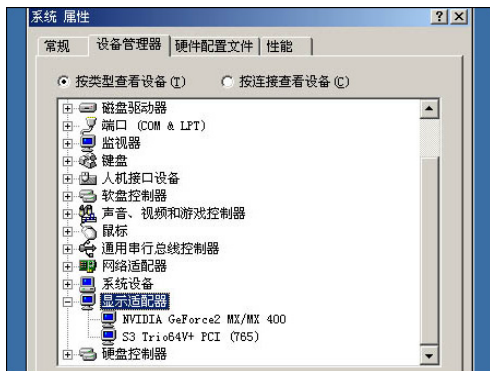 系统 属性
常规 设备管理器 硬件配置文件 性能
按类型查看设备(T) 按连接查看设备(C)
磁盘驱动器
端口 (COM & LPT)
监视器
键盘
人机接口设备
软盘控制器
声音、视频和游戏控制器
鼠标
通用串行总线控制器
网络适配器
系统设备
显示适配器
NVIDIA GeForce2 MX/MX 400
S3 Trio64V+ PCI (765)
硬盘控制器